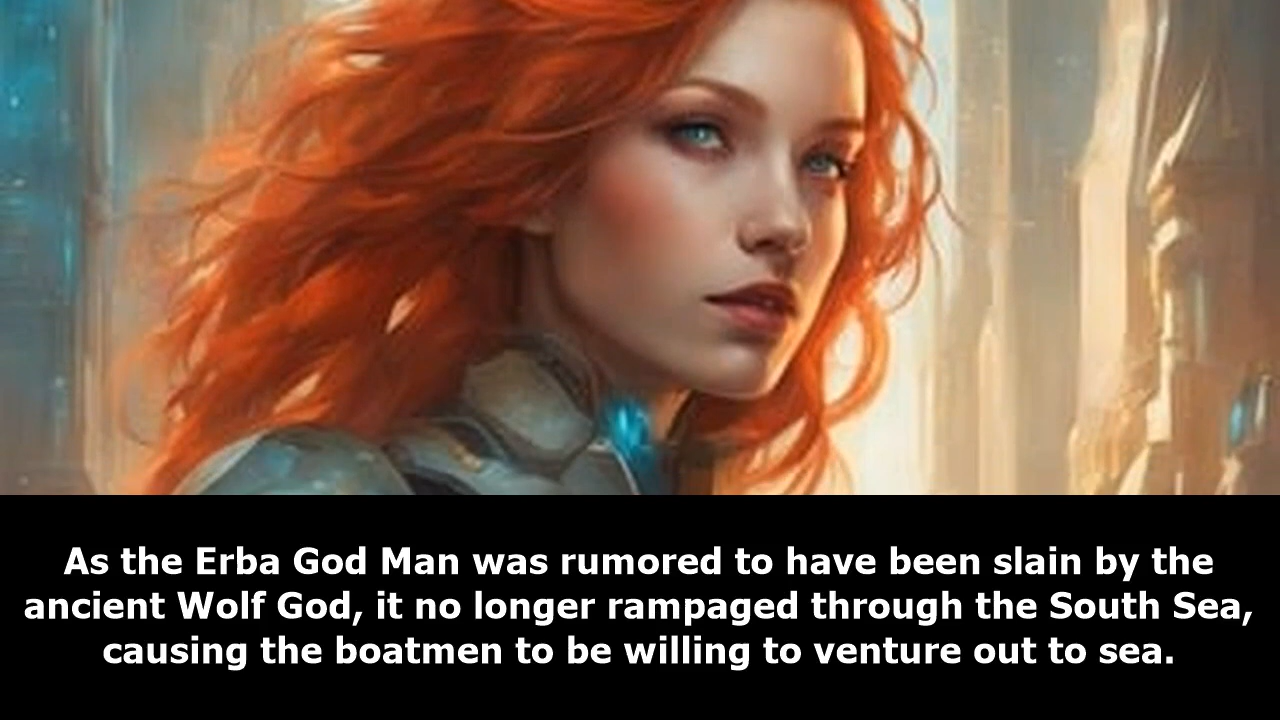 As the Erba God Man was rumored to have been slain by the
ancient Wolf God, it no longer rampaged through the South Sea,
causing the boatmen to be willing to venture out to sea.